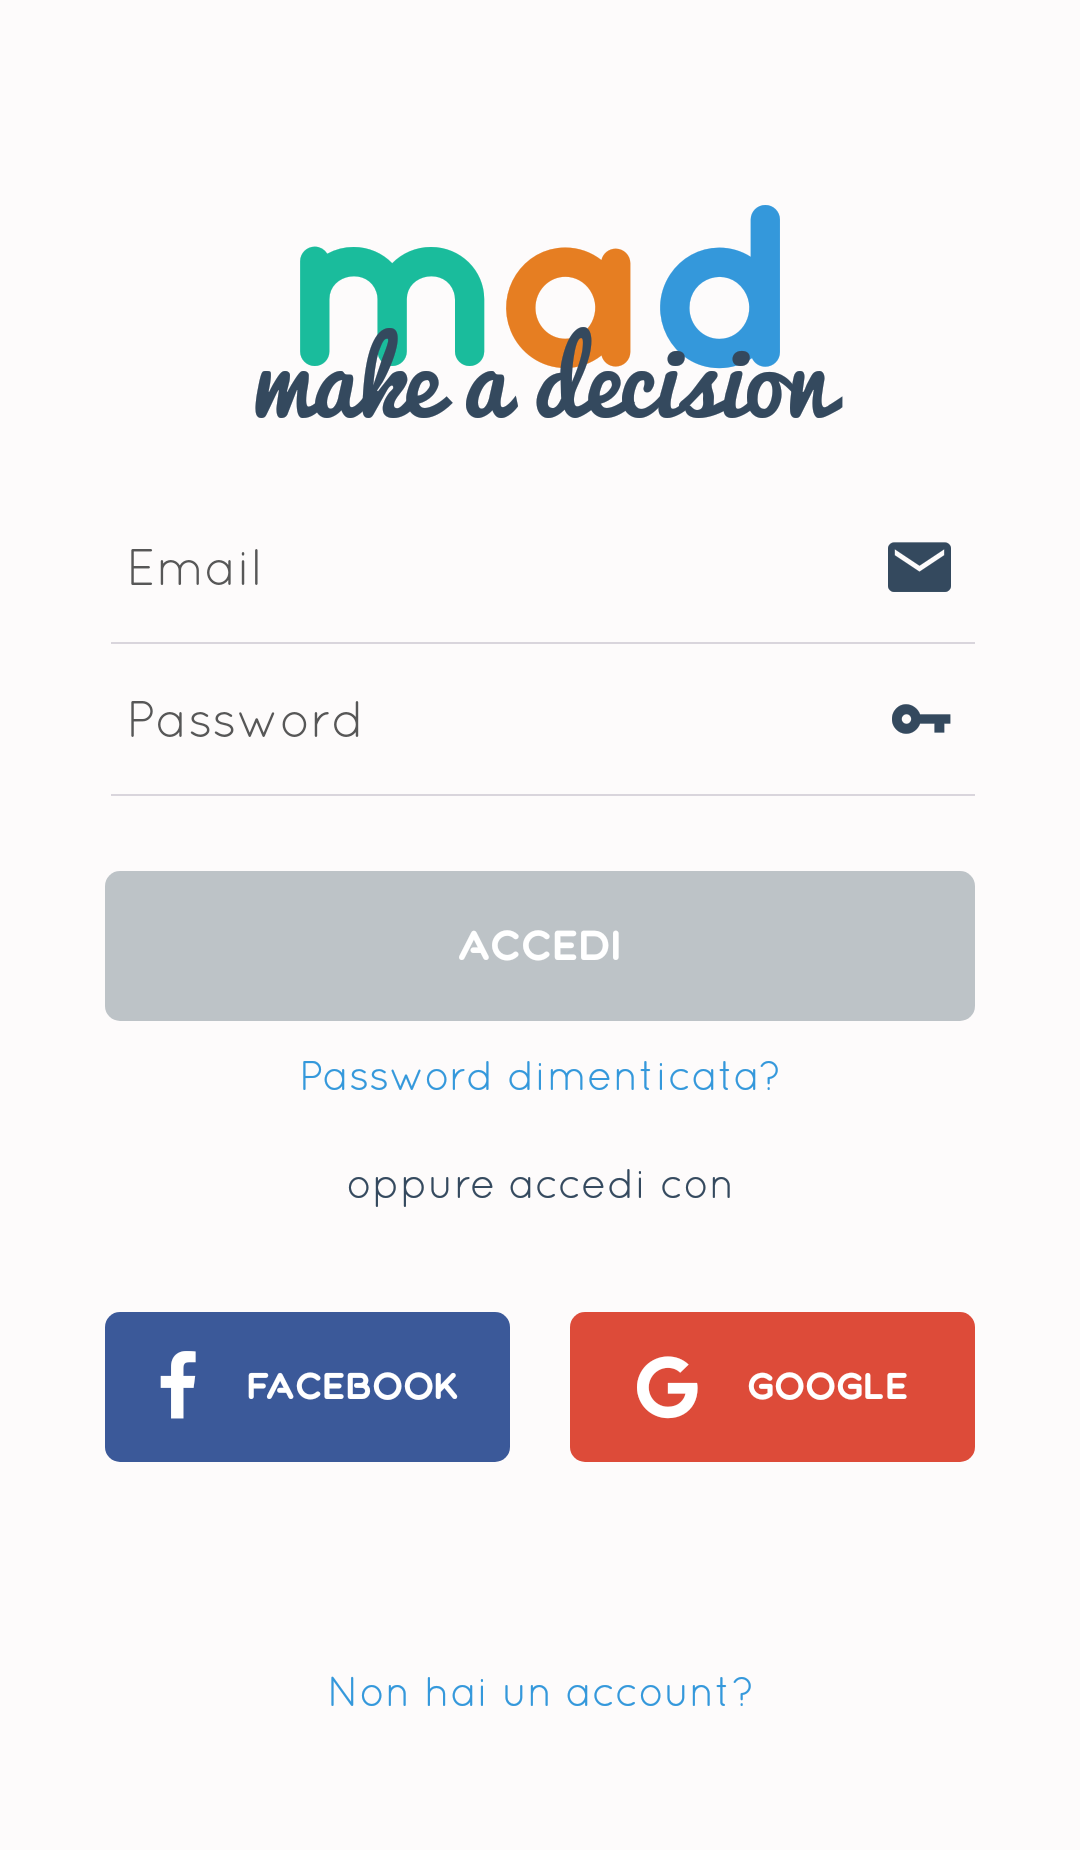 mad
make a decision
Email
Password
ACCEDI
Password dimenticata?
oppure accedi con
FACEBOOK
GOOGLE
Non hai un account?